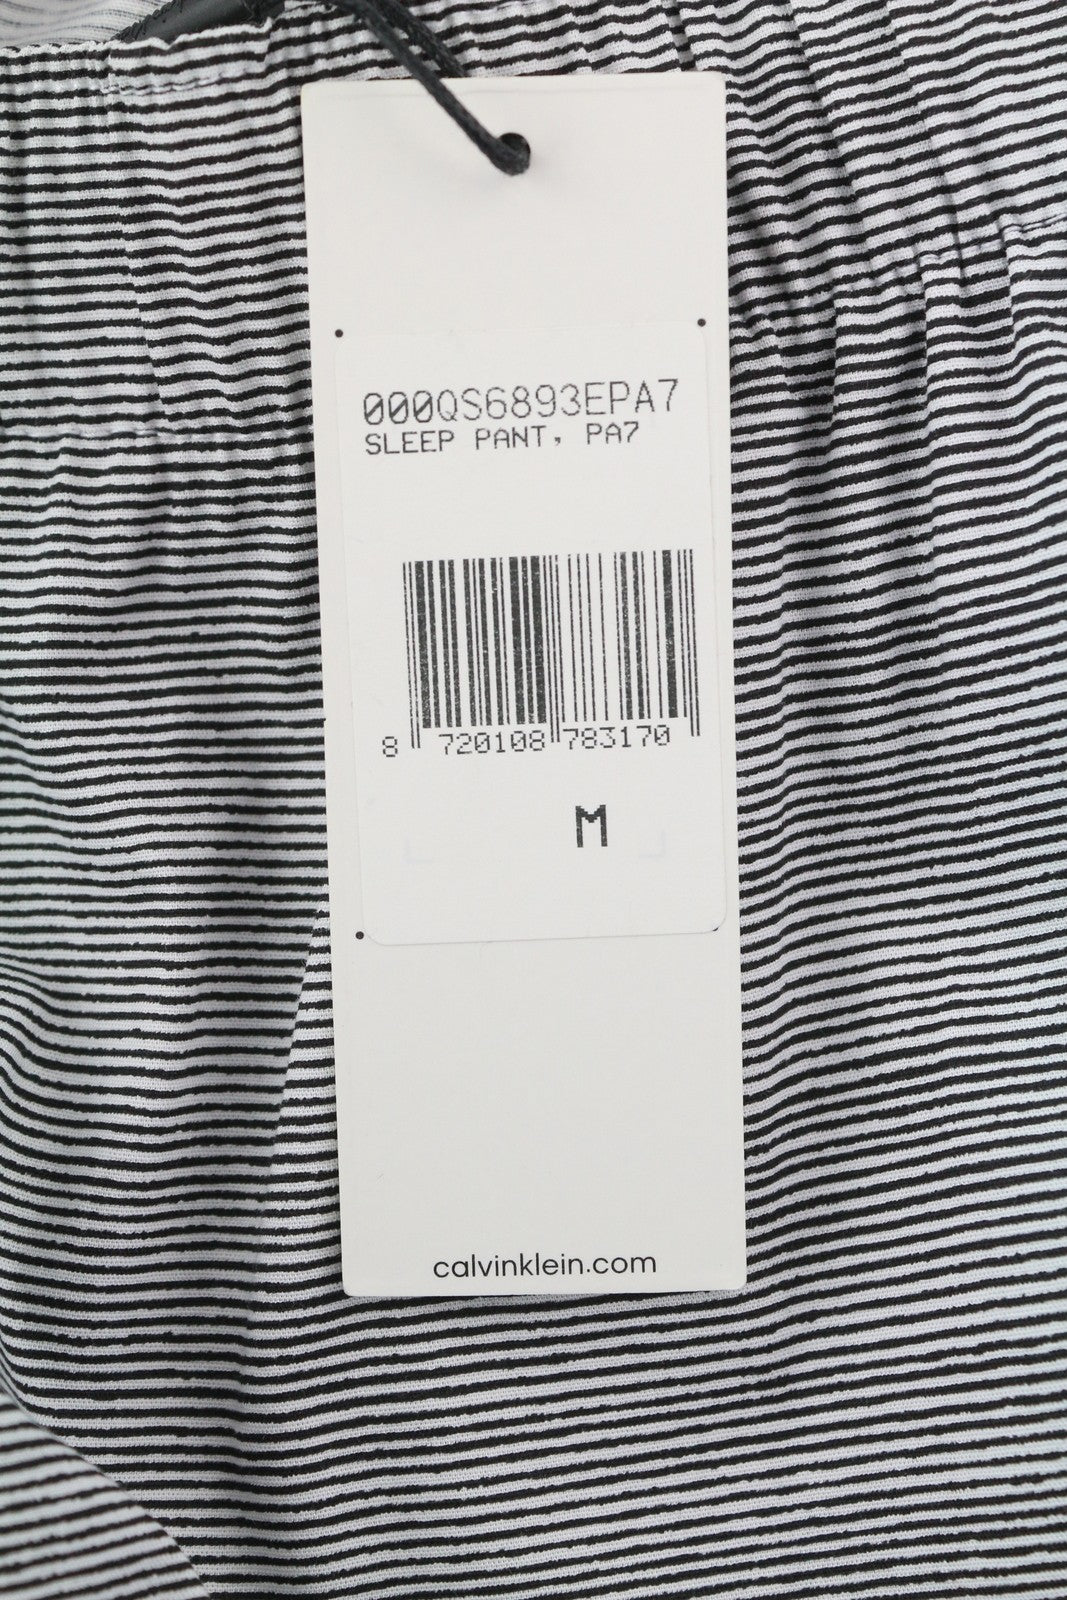 000QS6893EPA7
SLEEP PANT, PA7
8 720108 783170
M
calvinklein.com